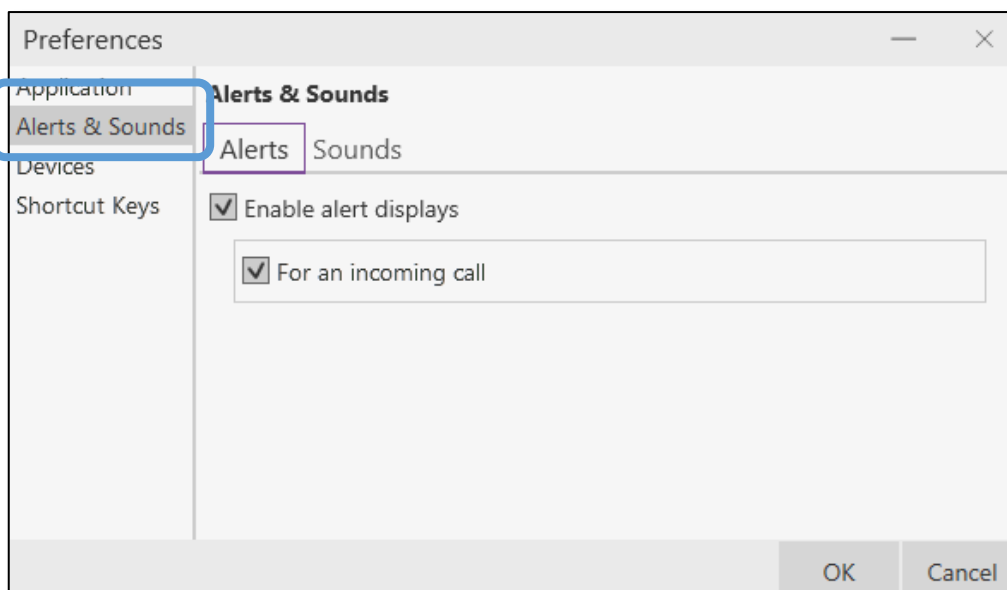 Preferences
Application
Alerts & Sounds
Devices
Shortcut Keys
Alerts & Sounds
Alerts Sounds
Enable alert displays
For an incoming call
OK Cancel